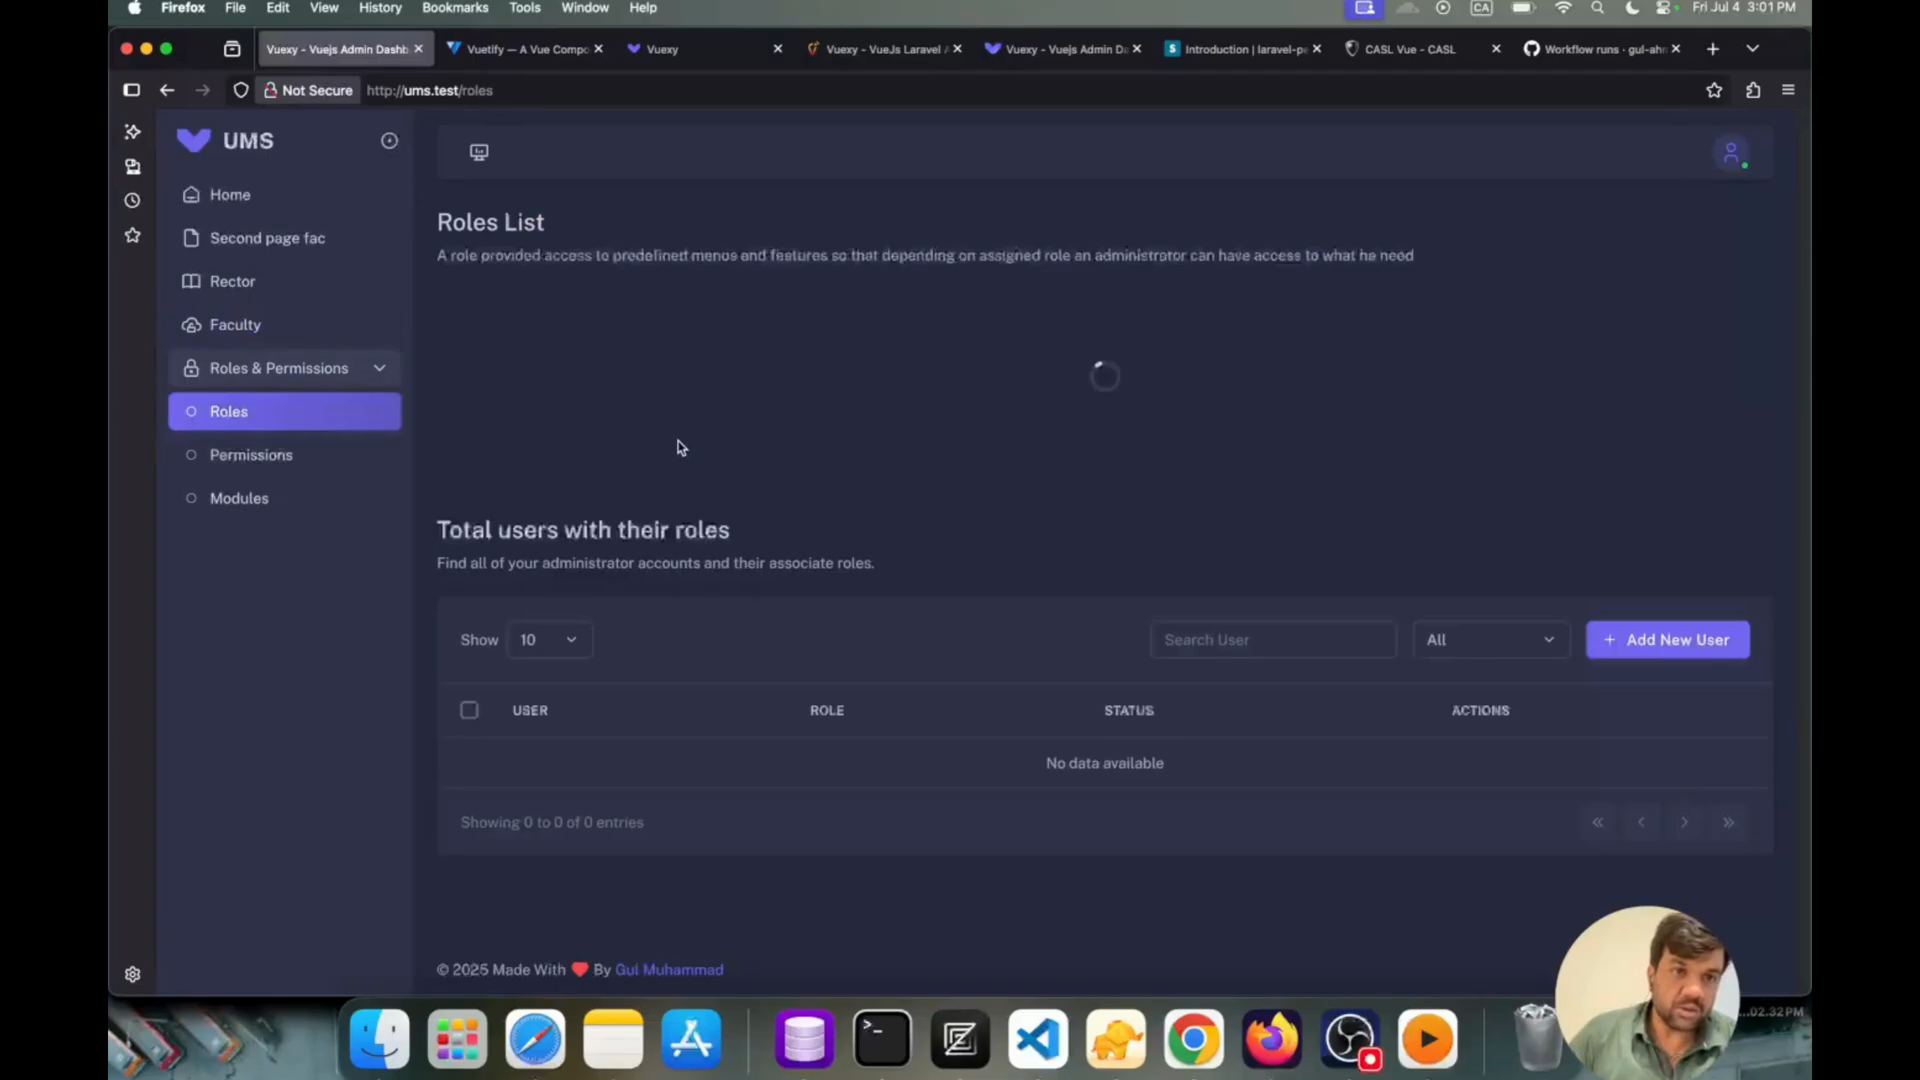 Firefox File Edit View History Bookmarks Tools Window Help CA Fri Jul 4 3:01 PM
Vuexy - Vuejs Admin Dashb Vuetify — A Vue Compo Vuexy Vuexy - VueJs Laravel Vuexy - Vuejs Admin D Introduction | laravel-pe CASL Vue - CASL Workflow runs · gul-ahr
Not Secure http://ums.test/roles
UMS
Home
Second page fac
Rector
Faculty
Roles & Permissions
Roles
Permissions
Modules
Roles List
A role provided access to predefined menus and features so that depending on assigned role an administrator can have access to what he need
Total users with their roles
Find all of your administrator accounts and their associate roles.
Show 10 Search User All + Add New User
USER ROLE STATUS ACTIONS
No data available
Showing 0 to 0 of 0 entries
© 2025 Made With ❤ By Gul Muhammad
...02.32 PM